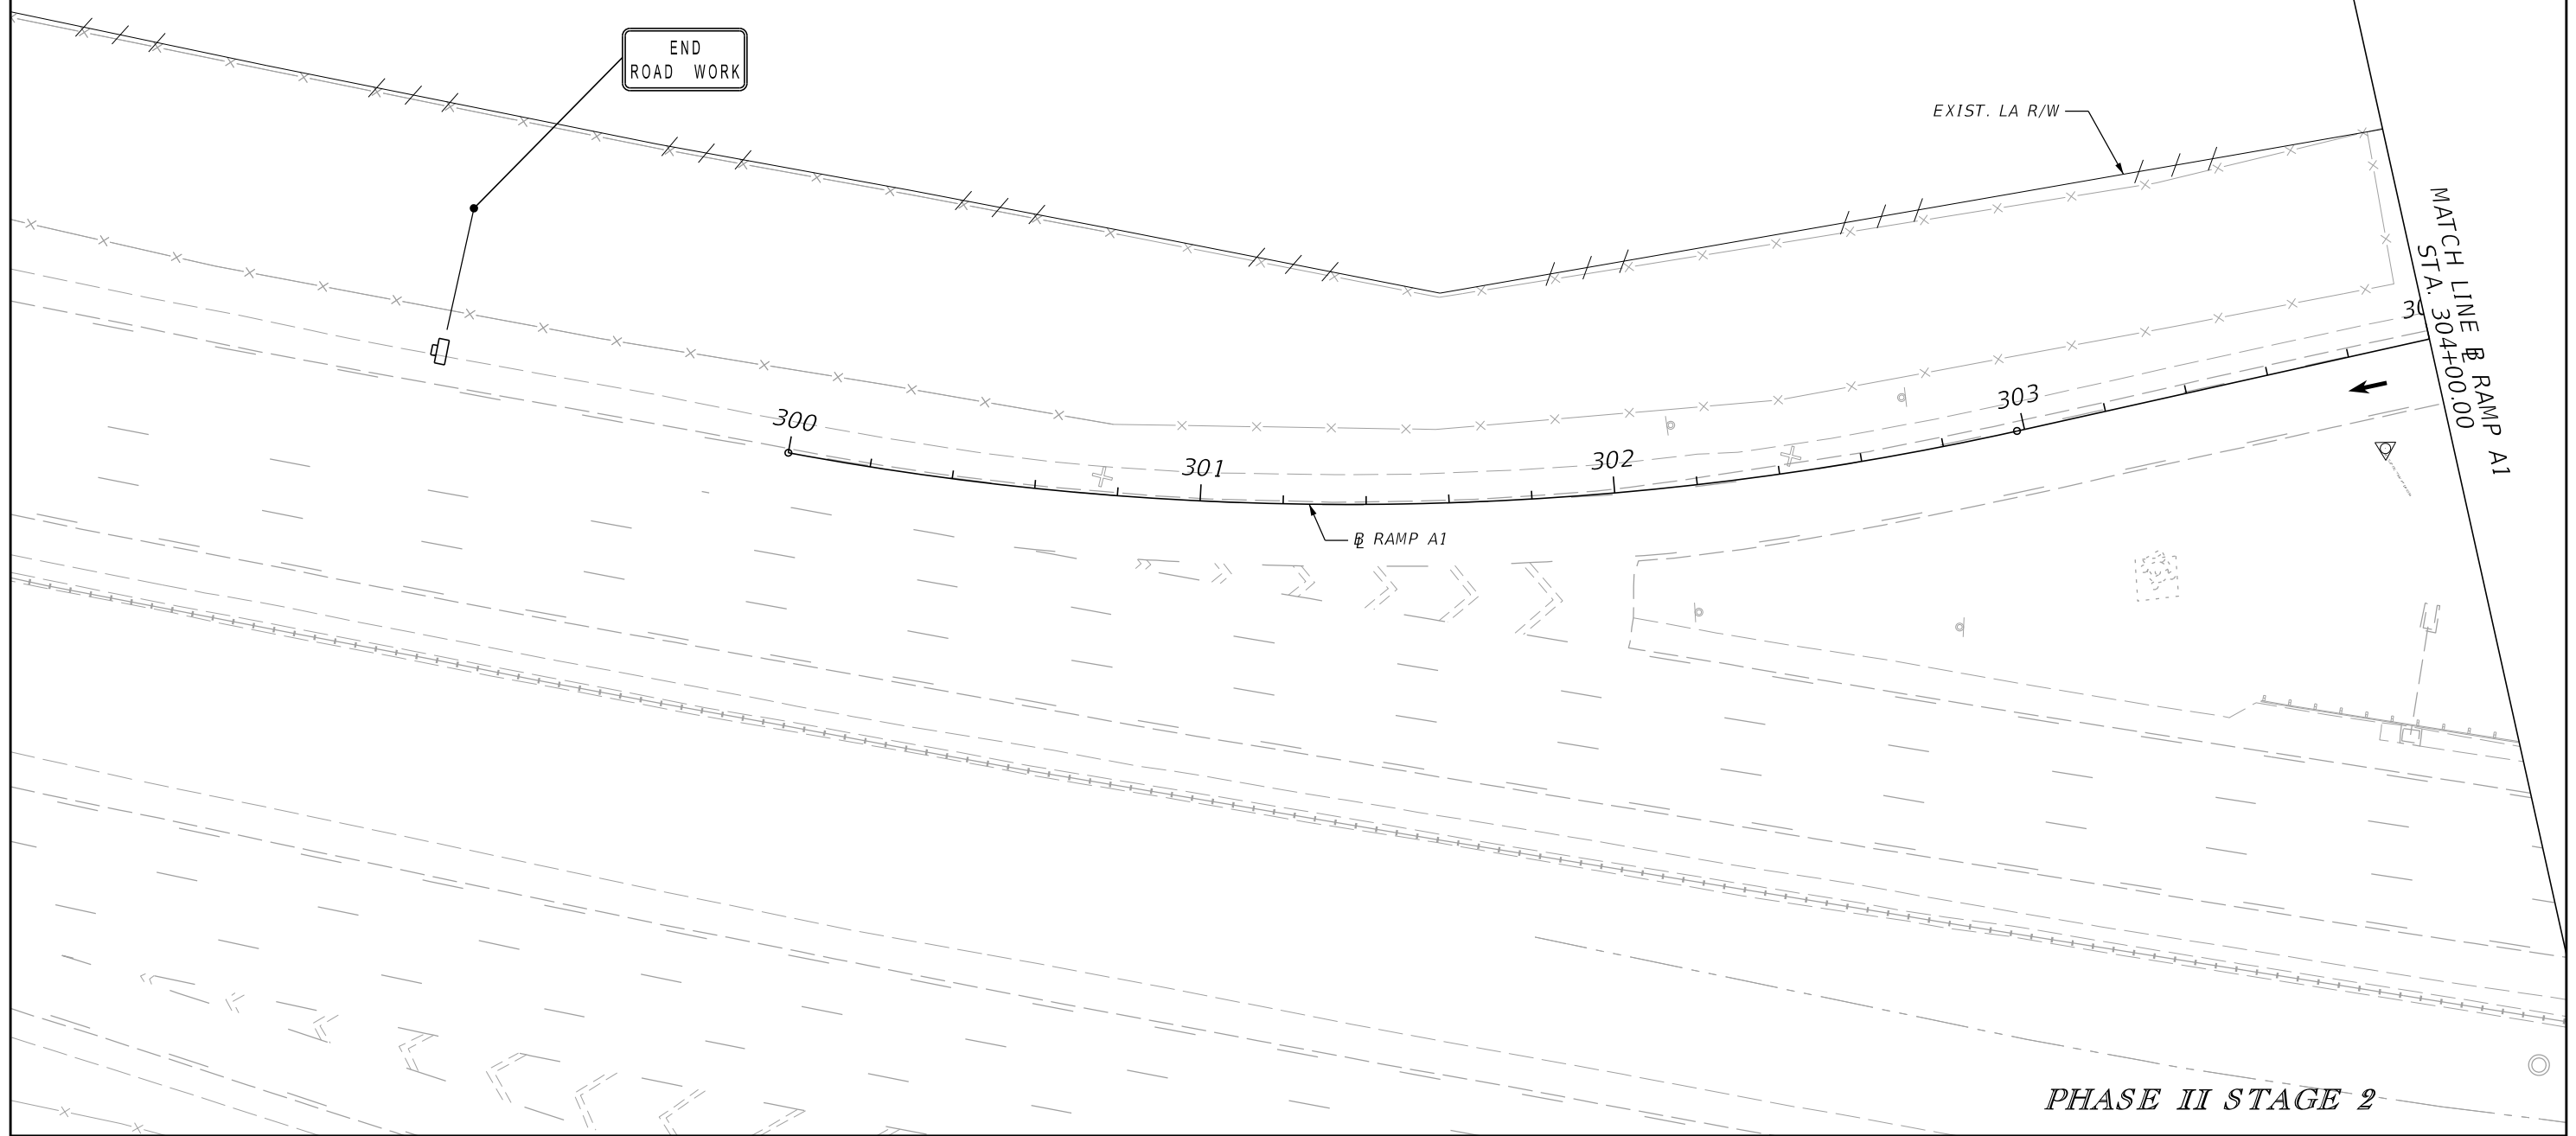 END
ROAD WORK
EXIST. LA R/W
MATCH LINE ℄ RAMP A1
STA. 304+00.00
30
303
300
302
301
℄ RAMP A1
PHASE II STAGE 2